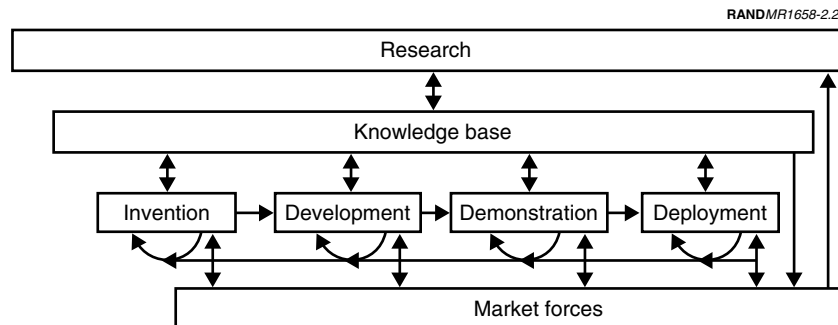 RANDMR1658-2.2
Research
Knowledge base
Invention
Development
Demonstration
Deployment
Market forces